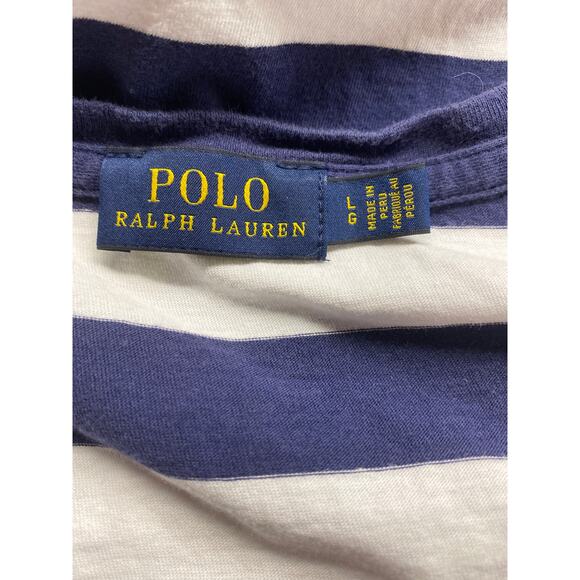 POLO
RALPH LAUREN
L
G
MADE IN
PERU
FABRIQUÉ AU
PÉROU